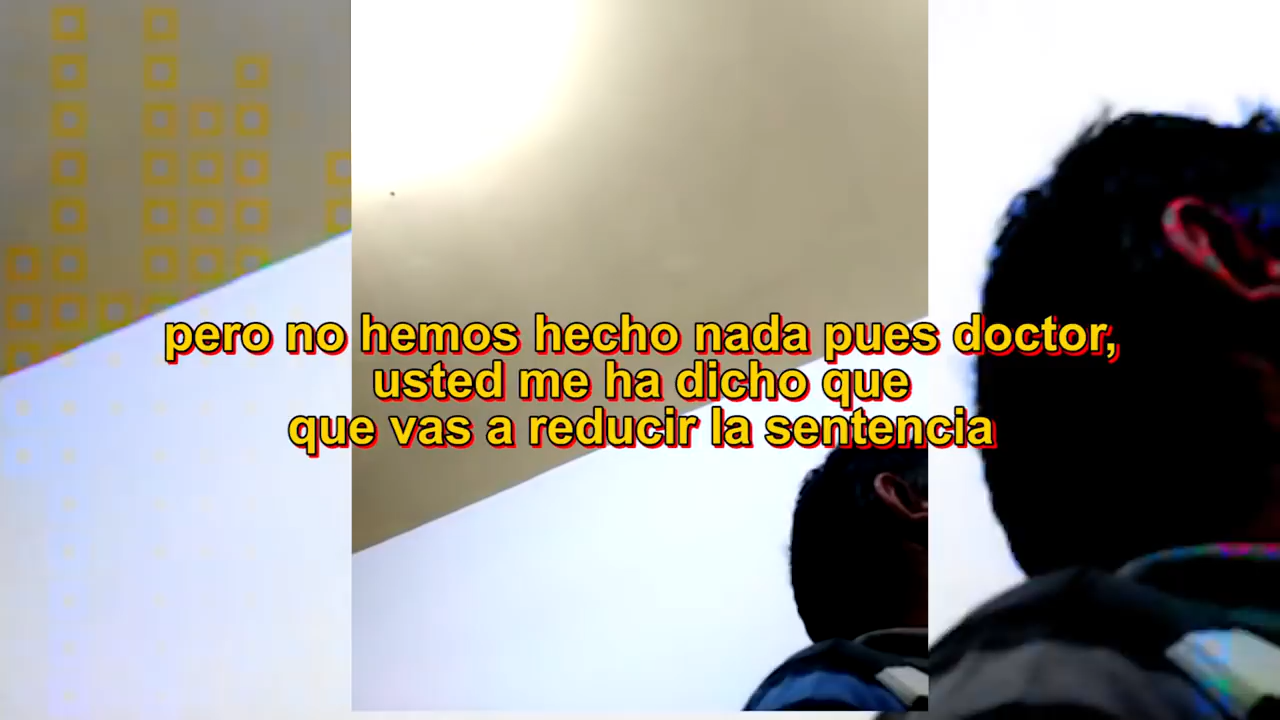 pero no hemos hecho nada pues doctor,
usted me ha dicho que
que vas a reducir la sentencia